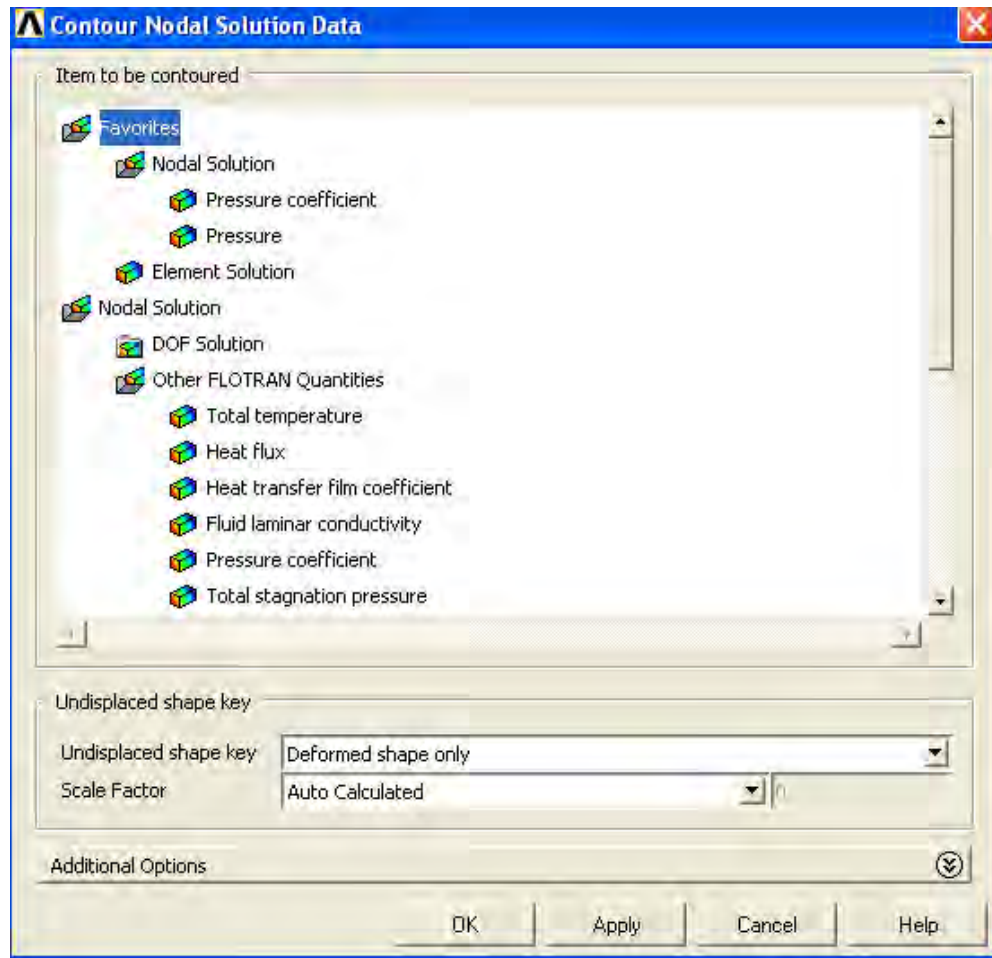 Contour Nodal Solution Data
Item to be contoured
Favorites
Nodal Solution
Pressure coefficient
Pressure
Element Solution
Nodal Solution
DOF Solution
Other FLOTRAN Quantities
Total temperature
Heat flux
Heat transfer film coefficient
Fluid laminar conductivity
Pressure coefficient
Total stagnation pressure
Undisplaced shape key
Undisplaced shape key Deformed shape only
Scale Factor Auto Calculated
Additional Options
OK Apply Cancel Help